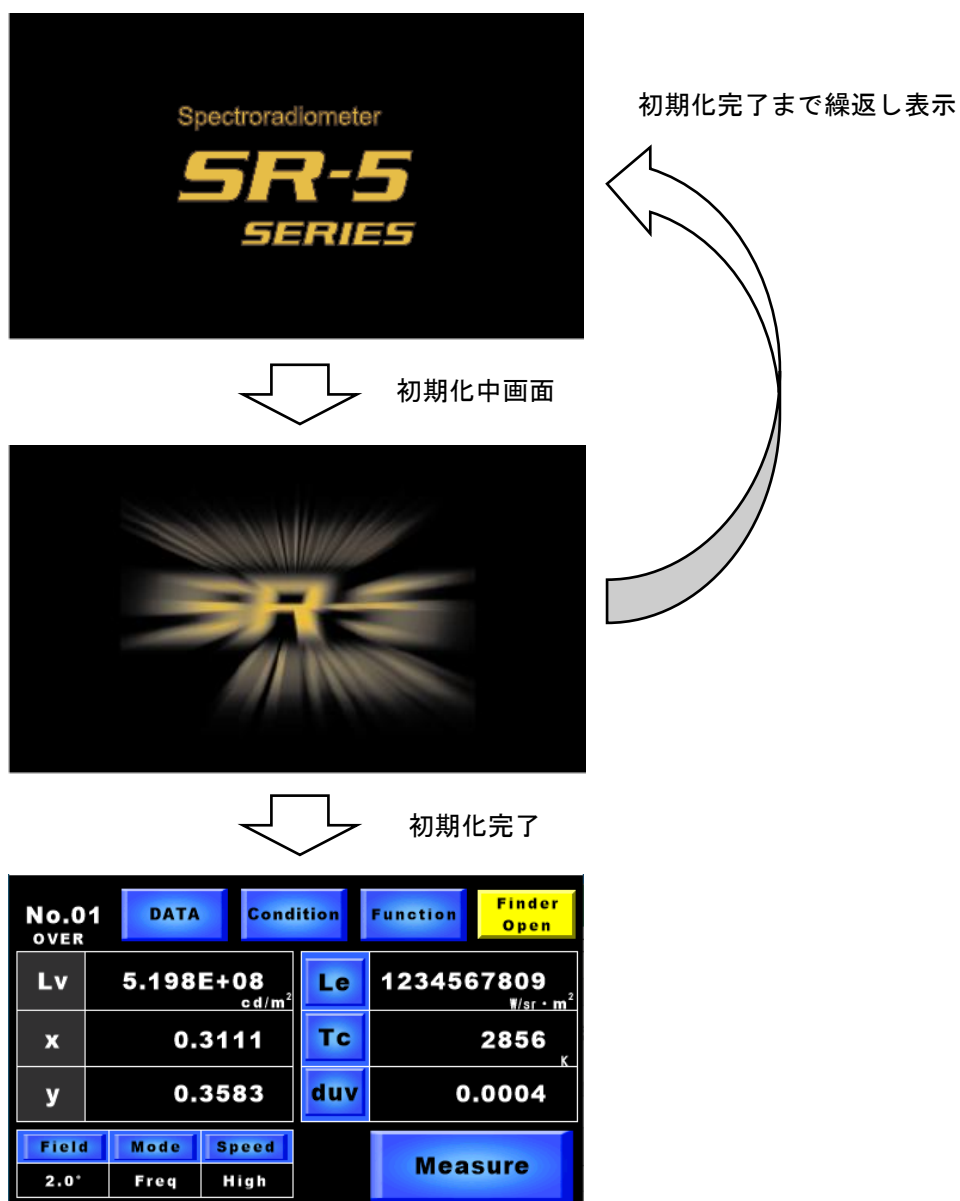 Spectroradiometer
SR-5
SERIES
初期化完了まで繰返し表示
初期化中画面
R
初期化完了
No.01
OVER
DATA
Condition
Function
Finder
Open
Lv 5.198E+08 cd/m²
Le 1234567809 W/sr・m²
x 0.3111
Tc 2856 K
y 0.3583
duv 0.0004
Field Mode Speed
2.0° Freq High
Measure